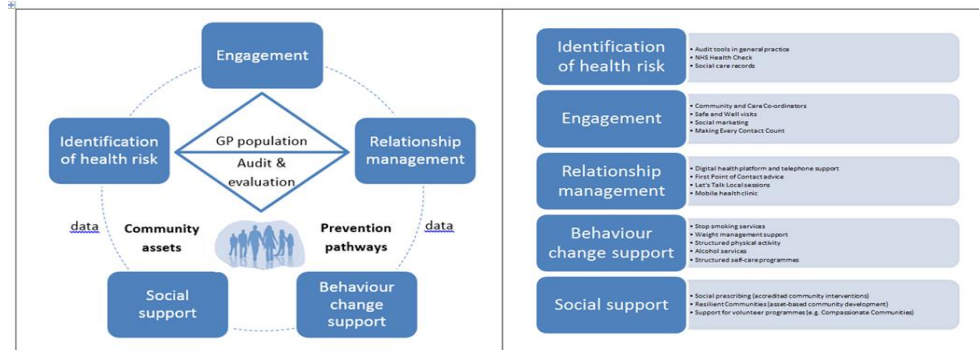 Engagement
Identification
of health risk
GP population
Audit &
evaluation
Relationship
management
data
Community
assets
Prevention
pathways
data
Social
support
Behaviour
change
support
Identification
of health risk
• Audit tools in general practice
• NHS Health Check
• Social care records
Engagement
• Community and Care Co-ordinators
• Safe and Well visits
• Social marketing
• Making Every Contact Count
Relationship
management
• Digital health platform and telephone support
• First Point of Contact advice
• Let's Talk Local sessions
• Mobile health clinic
Behaviour
change support
• Stop smoking services
• Weight management support
• Structured physical activity
• Alcohol services
• Structured self-care programmes
Social support
• Social prescribing (accredited community interventions)
• Resilient Communities (asset-based community development)
• Support for volunteer programmes (e.g. Compassionate Communities)